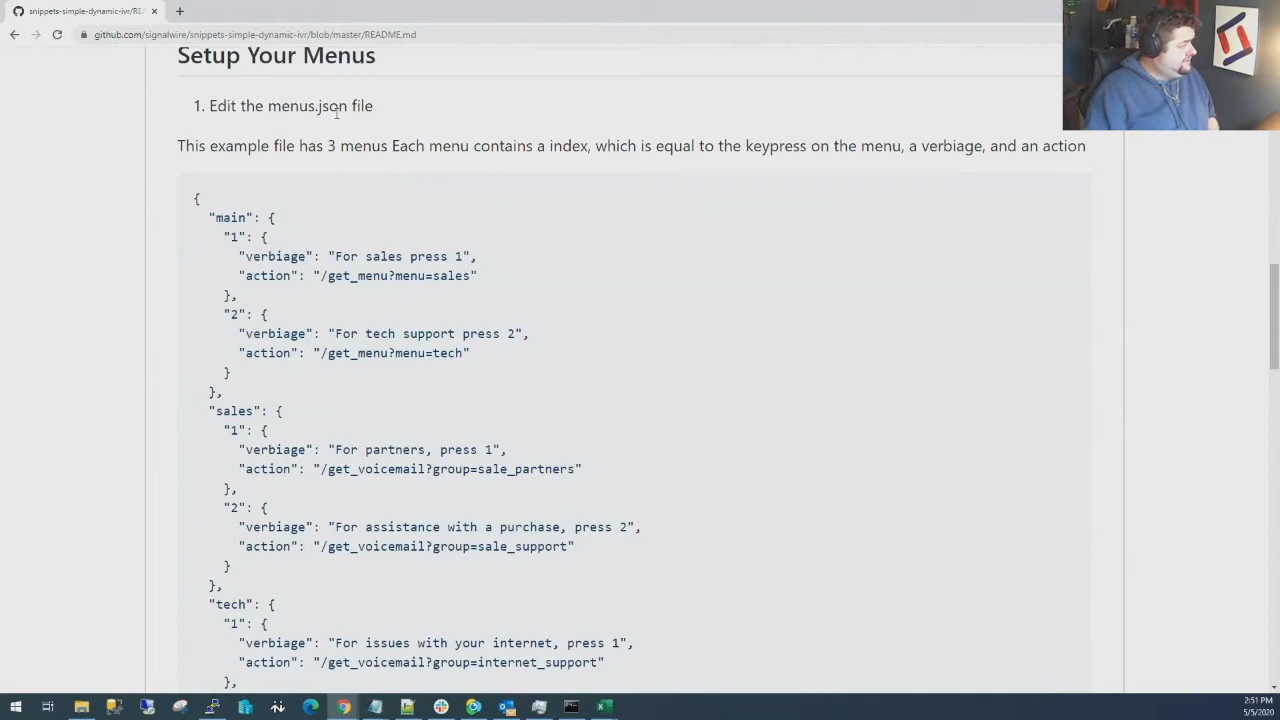 snippets-simple-dynamic-ivr/REA
github.com/signalwire/snippets-simple-dynamic-ivr/blob/master/README.md
Setup Your Menus
1. Edit the menus.json file
This example file has 3 menus Each menu contains a index, which is equal to the keypress on the menu, a verbiage, and an action
{
"main": {
"1": {
"verbiage": "For sales press 1",
"action": "/get_menu?menu=sales"
},
"2": {
"verbiage": "For tech support press 2",
"action": "/get_menu?menu=tech"
}
},
"sales": {
"1": {
"verbiage": "For partners, press 1",
"action": "/get_voicemail?group=sale_partners"
},
"2": {
"verbiage": "For assistance with a purchase, press 2",
"action": "/get_voicemail?group=sale_support"
}
},
"tech": {
"1": {
"verbiage": "For issues with your internet, press 1",
"action": "/get_voicemail?group=internet_support"
},
2:51 PM
5/5/2020